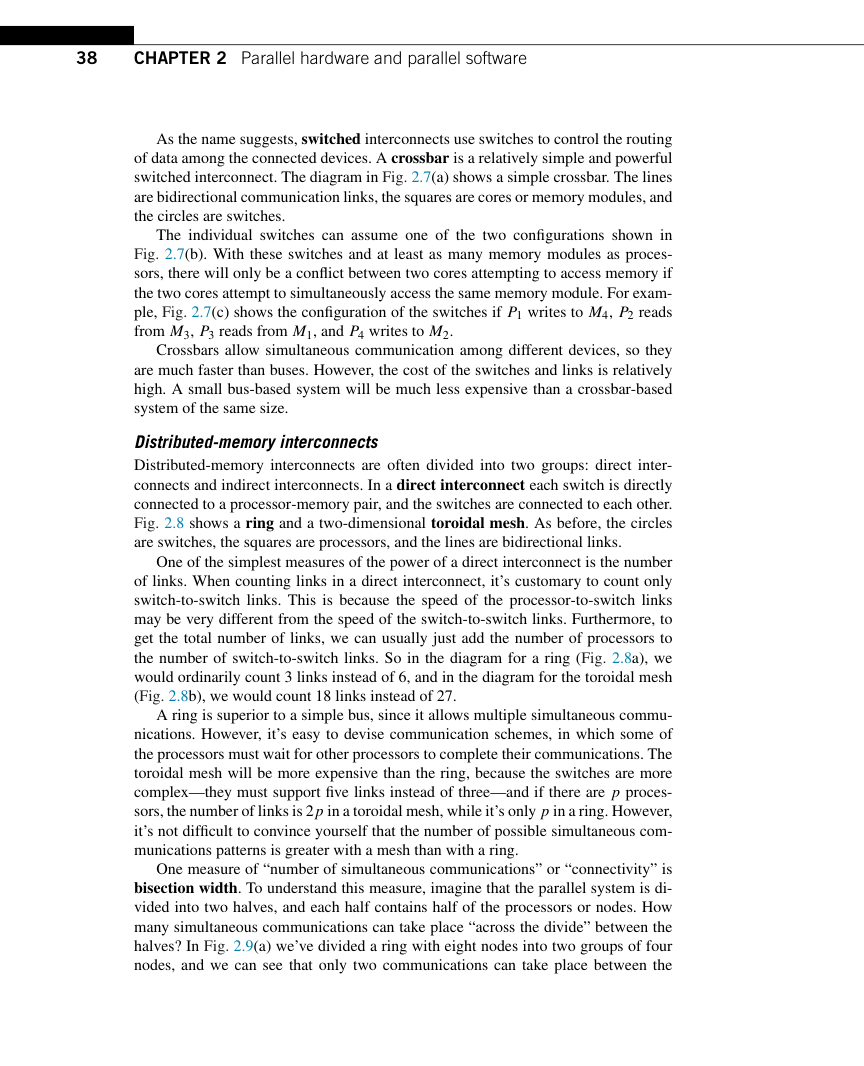 38 CHAPTER 2 Parallel hardware and parallel software
As the name suggests, switched interconnects use switches to control the routing
of data among the connected devices. A crossbar is a relatively simple and powerful
switched interconnect. The diagram in Fig. 2.7(a) shows a simple crossbar. The lines
are bidirectional communication links, the squares are cores or memory modules, and
the circles are switches.
The individual switches can assume one of the two configurations shown in
Fig. 2.7(b). With these switches and at least as many memory modules as proces-
sors, there will only be a conflict between two cores attempting to access memory if
the two cores attempt to simultaneously access the same memory module. For exam-
ple, Fig. 2.7(c) shows the configuration of the switches if P₁ writes to M₄, P₂ reads
from M₃, P₃ reads from M₁, and P₄ writes to M₂.
Crossbars allow simultaneous communication among different devices, so they
are much faster than buses. However, the cost of the switches and links is relatively
high. A small bus-based system will be much less expensive than a crossbar-based
system of the same size.
Distributed-memory interconnects
Distributed-memory interconnects are often divided into two groups: direct inter-
connects and indirect interconnects. In a direct interconnect each switch is directly
connected to a processor-memory pair, and the switches are connected to each other.
Fig. 2.8 shows a ring and a two-dimensional toroidal mesh. As before, the circles
are switches, the squares are processors, and the lines are bidirectional links.
One of the simplest measures of the power of a direct interconnect is the number
of links. When counting links in a direct interconnect, it's customary to count only
switch-to-switch links. This is because the speed of the processor-to-switch links
may be very different from the speed of the switch-to-switch links. Furthermore, to
get the total number of links, we can usually just add the number of processors to
the number of switch-to-switch links. So in the diagram for a ring (Fig. 2.8a), we
would ordinarily count 3 links instead of 6, and in the diagram for the toroidal mesh
(Fig. 2.8b), we would count 18 links instead of 27.
A ring is superior to a simple bus, since it allows multiple simultaneous commu-
nications. However, it's easy to devise communication schemes, in which some of
the processors must wait for other processors to complete their communications. The
toroidal mesh will be more expensive than the ring, because the switches are more
complex—they must support five links instead of three—and if there are p proces-
sors, the number of links is 2p in a toroidal mesh, while it's only p in a ring. However,
it's not difficult to convince yourself that the number of possible simultaneous com-
munications patterns is greater with a mesh than with a ring.
One measure of “number of simultaneous communications” or “connectivity” is
bisection width. To understand this measure, imagine that the parallel system is di-
vided into two halves, and each half contains half of the processors or nodes. How
many simultaneous communications can take place “across the divide” between the
halves? In Fig. 2.9(a) we've divided a ring with eight nodes into two groups of four
nodes, and we can see that only two communications can take place between the